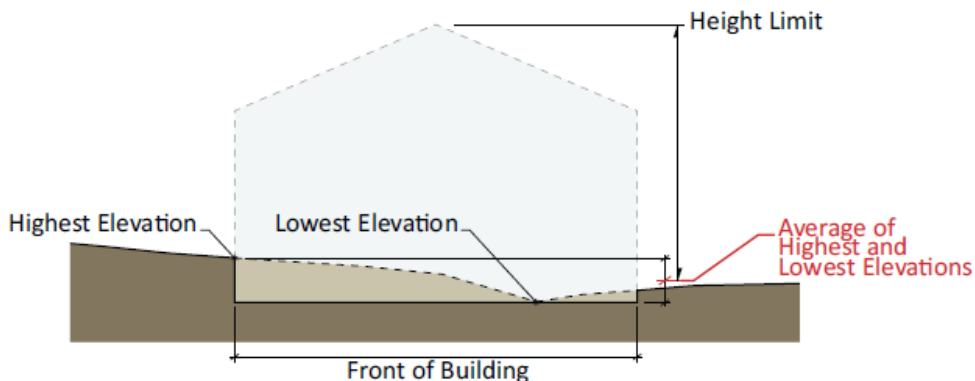 Height Limit
Highest Elevation
Lowest Elevation
Average of
Highest and
Lowest Elevations
Front of Building